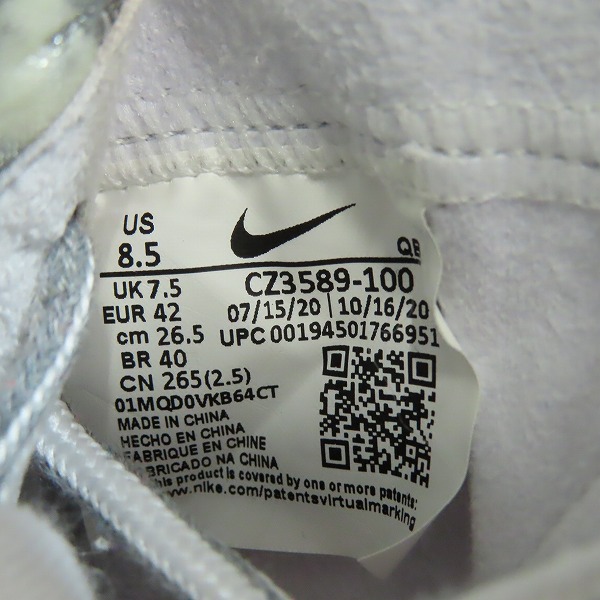 US
8.5
QB
UK 7.5
CZ3589-100
EUR 42
07/15/20 10/16/20
cm 26.5
UPC 00194501766951
BR 40
CN 265(2.5)
01MQD0VKB64CT
MADE IN CHINA
HECHO EN CHINA
FABRIQUE EN CHINE
BRICADO NA CHINA
this product is covered by one or more patents:
www.nike.com/patentsvirtualmarking